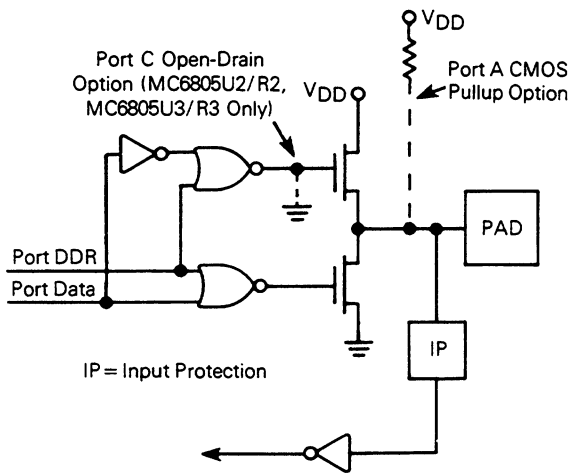 VDD
Port C Open-Drain
Option (MC6805U2/R2,
MC6805U3/R3 Only)
VDD
Port A CMOS
Pullup Option
PAD
Port DDR
Port Data
IP
IP = Input Protection